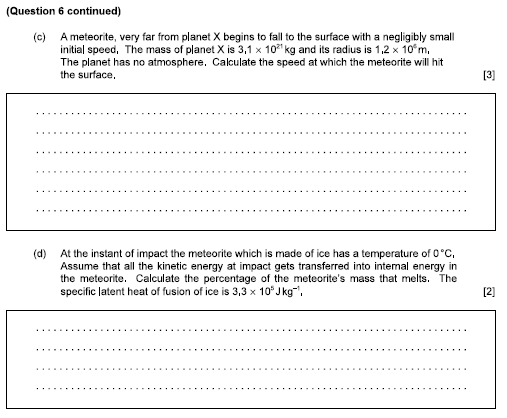 (Question 6 continued)
(c) A meteorite, very far from planet X begins to fall to the surface with a negligibly small
initial speed. The mass of planet X is 3,1 × 10²¹ kg and its radius is 1,2 × 10⁶ m.
The planet has no atmosphere. Calculate the speed at which the meteorite will hit
the surface.
[3]
(d) At the instant of impact the meteorite which is made of ice has a temperature of 0 °C.
Assume that all the kinetic energy at impact gets transferred into internal energy in
the meteorite. Calculate the percentage of the meteorite's mass that melts. The
specific latent heat of fusion of ice is 3,3 × 10⁵ J kg⁻¹.
[2]